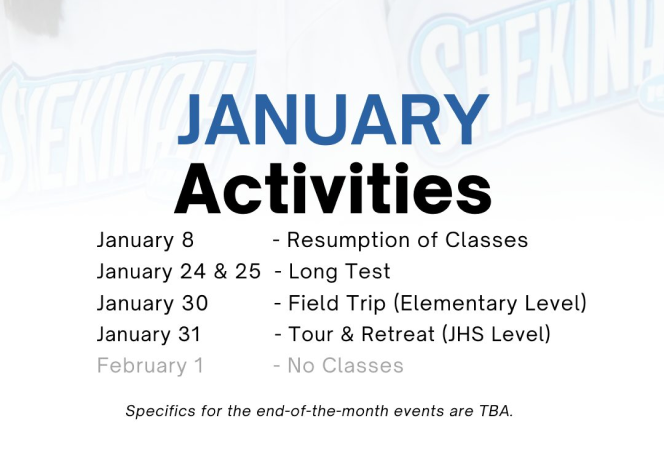 SHEKINAH
SHEKINAH
JANUARY
Activities
January 8 - Resumption of Classes
January 24 & 25 - Long Test
January 30 - Field Trip (Elementary Level)
January 31 - Tour & Retreat (JHS Level)
February 1 - No Classes
Specifics for the end-of-the-month events are TBA.